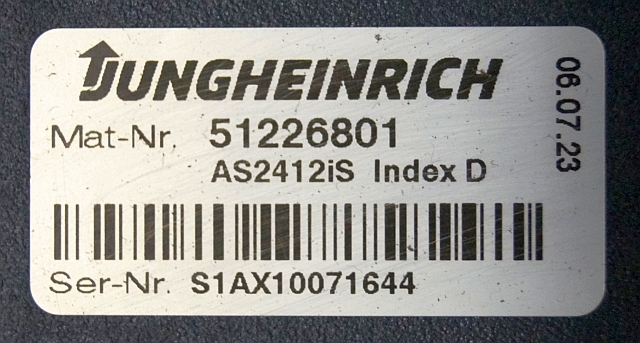 JUNGHEINRICH
Mat-Nr. 51226801
AS2412iS Index D
Ser-Nr. S1AX10071644
06.07.23